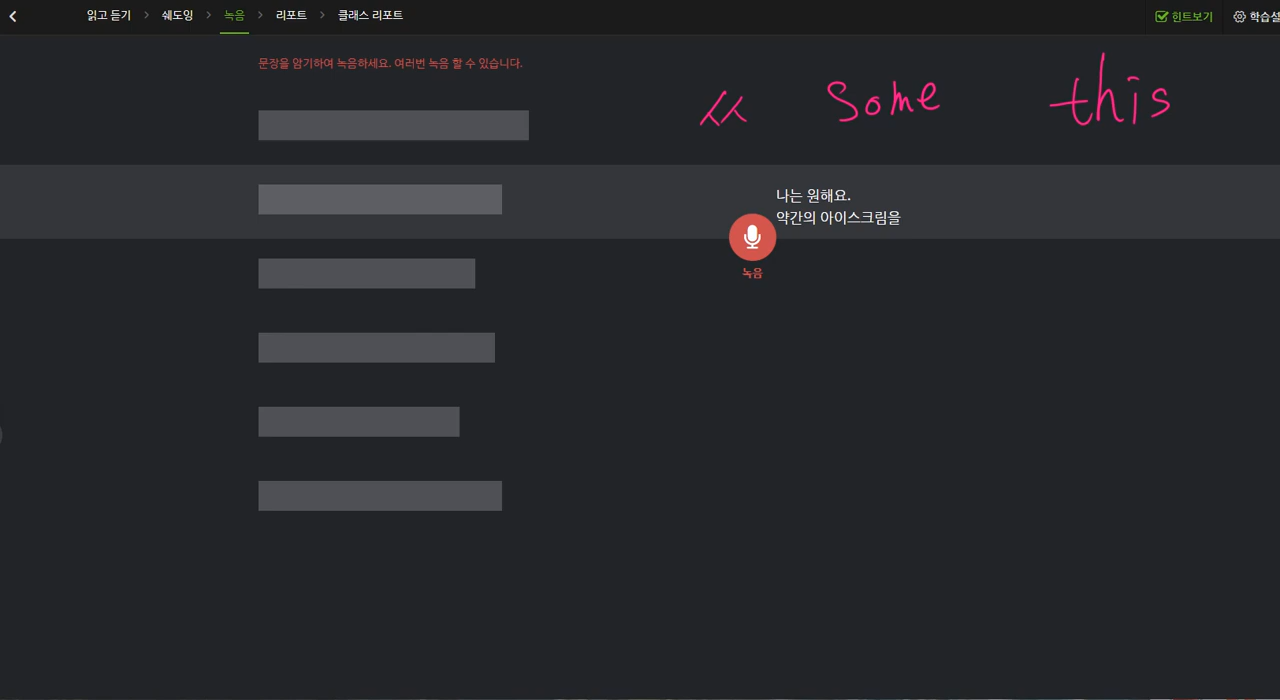 읽고 듣기 쉐도잉 녹음 리포트 클래스 리포트 힌트보기
문장을 암기하여 녹음하세요. 여러번 녹음 할 수 있습니다.
ㅆ some this
나는 원해요.
약간의 아이스크림을
녹음